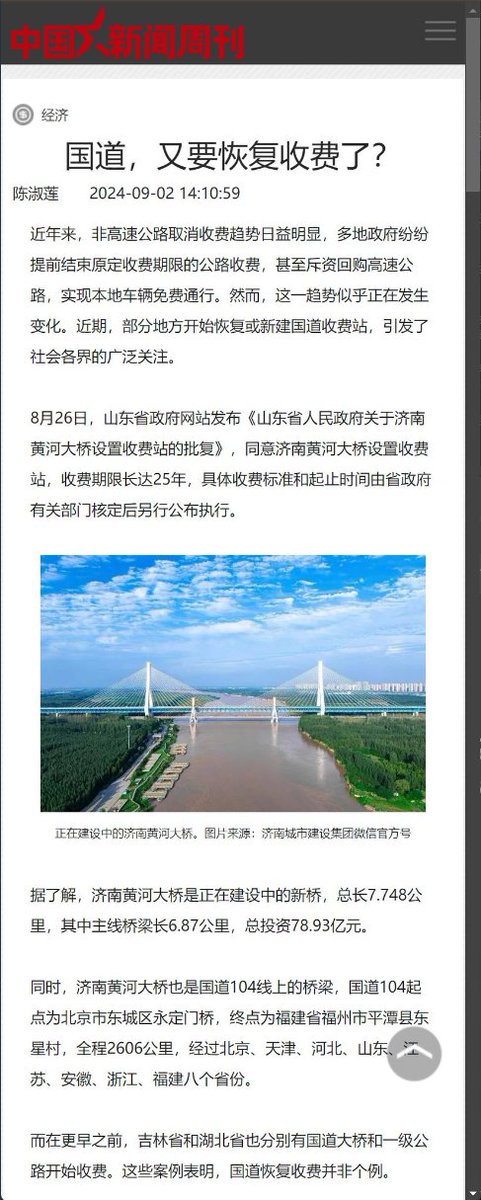 中国新闻周刊
经济
国道，又要恢复收费了？
陈淑莲 2024-09-02 14:10:59
近年来，非高速公路取消收费趋势日益明显，多地政府纷纷
提前结束原定收费期限的公路收费，甚至斥资回购高速公
路，实现本地车辆免费通行。然而，这一趋势似乎正在发生
变化。近期，部分地方开始恢复或新建国道收费站，引发了
社会各界的广泛关注。
8月26日，山东省政府网站发布《山东省人民政府关于济南
黄河大桥设置收费站的批复》，同意济南黄河大桥设置收费
站，收费期限长达25年，具体收费标准和起止时间由省政府
有关部门核定后另行公布执行。
正在建设中的济南黄河大桥。图片来源：济南城市建设集团微信官方号
据了解，济南黄河大桥是正在建设中的新桥，总长7.748公
里，其中主线桥梁长6.87公里，总投资78.93亿元。
同时，济南黄河大桥也是国道104线上的桥梁，国道104起
点为北京市东城区永定门桥，终点为福建省福州市平潭县东
星村，全程2606公里，经过北京、天津、河北、山东、江
苏、安徽、浙江、福建八个省份。
而在更早之前，吉林省和湖北省也分别有国道大桥和一级公
路开始收费。这些案例表明，国道恢复收费并非个例。